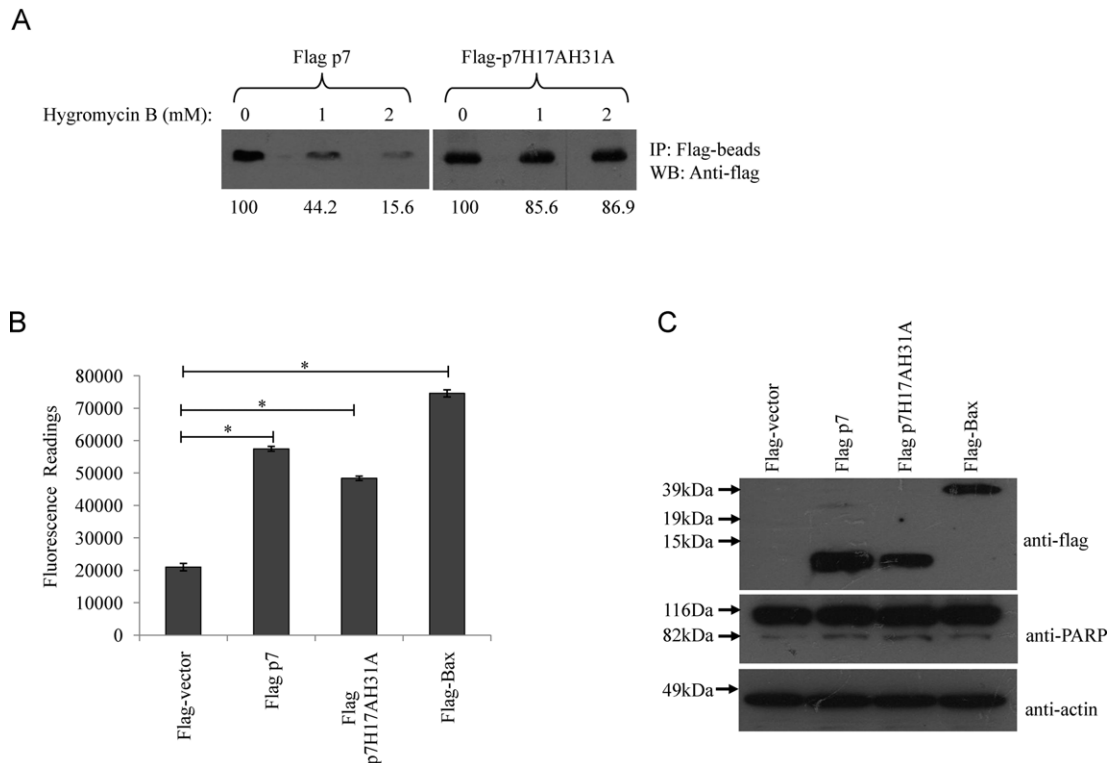 A
Flag p7
Flag-p7H17AH31A
Hygromycin B (mM): 0 1 2 0 1 2
IP: Flag-beads
WB: Anti-flag
100 44.2 15.6 100 85.6 86.9
B
Fluorescence Readings
80000
70000
60000
50000
40000
30000
20000
10000
0
*
*
*
Flag-vector
Flag p7
Flag
p7H17AH31A
Flag-Bax
C
Flag-vector
Flag p7
Flag p7H17AH31A
Flag-Bax
39kDa
19kDa
15kDa
anti-flag
116Da
82kDa
anti-PARP
49kDa
anti-actin